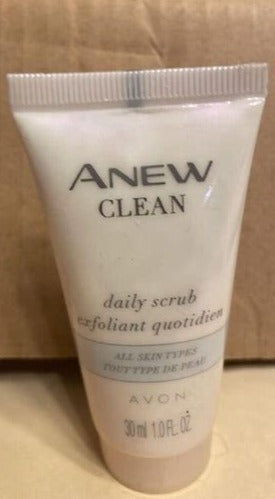 ANEW
CLEAN
daily scrub
exfoliant quotidien
ALL SKIN TYPES
TOUT TYPE DE PEAU
AVON
30 ml 1.0 FL. OZ